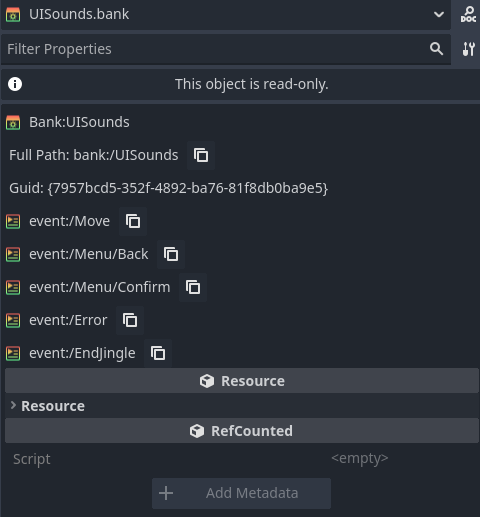 UISounds.bank
DOC
Filter Properties
This object is read-only.
Bank:UISounds
Full Path: bank:/UISounds
Guid: {7957bcd5-352f-4892-ba76-81f8db0ba9e5}
event:/Move
event:/Menu/Back
event:/Menu/Confirm
event:/Error
event:/EndJingle
Resource
Resource
RefCounted
Script <empty>
Add Metadata